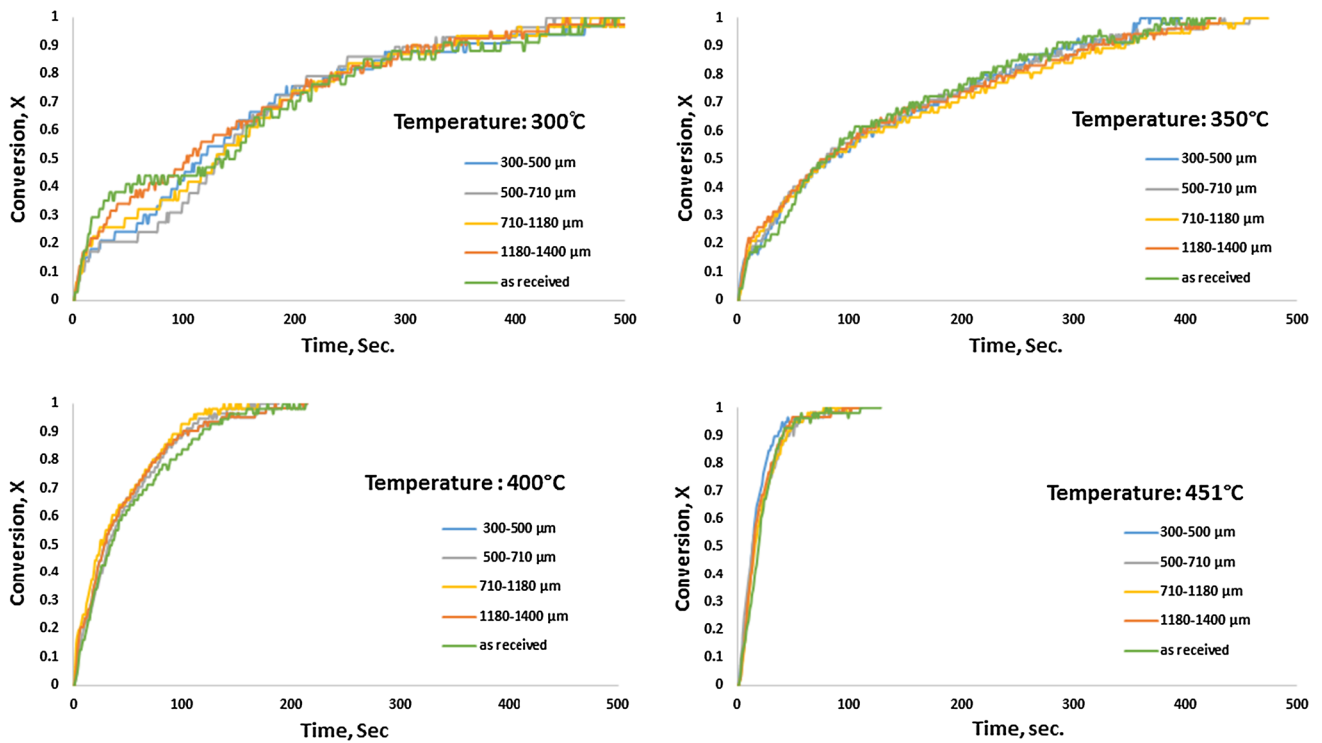 Conversion, X
1
0.9
0.8
0.7
0.6
0.5
0.4
0.3
0.2
0.1
0
Temperature: 300°C
300-500 µm
500-710 µm
710-1180 µm
1180-1400 µm
as received
0 100 200 300 400 500
Time, Sec.
Conversion, X
1
0.9
0.8
0.7
0.6
0.5
0.4
0.3
0.2
0.1
0
Temperature: 350°C
300-500 µm
500-710 µm
710-1180 µm
1180-1400 µm
as received
0 100 200 300 400 500
Time, Sec.
Conversion, X
1
0.9
0.8
0.7
0.6
0.5
0.4
0.3
0.2
0.1
0
Temperature : 400°C
300-500 µm
500-710 µm
710-1180 µm
1180-1400 µm
as received
0 100 200 300 400 500
Time, Sec
Conversion, X
1
0.9
0.8
0.7
0.6
0.5
0.4
0.3
0.2
0.1
0
Temperature: 451°C
300-500 µm
500-710 µm
710-1180 µm
1180-1400 µm
as received
0 100 200 300 400 500
Time, sec.